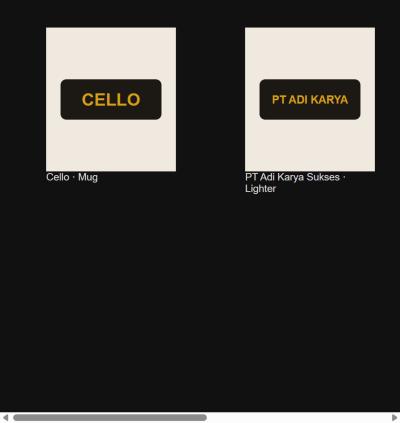 CELLO
PT ADI KARYA
Cello · Mug
PT Adi Karya Sukses ·
Lighter